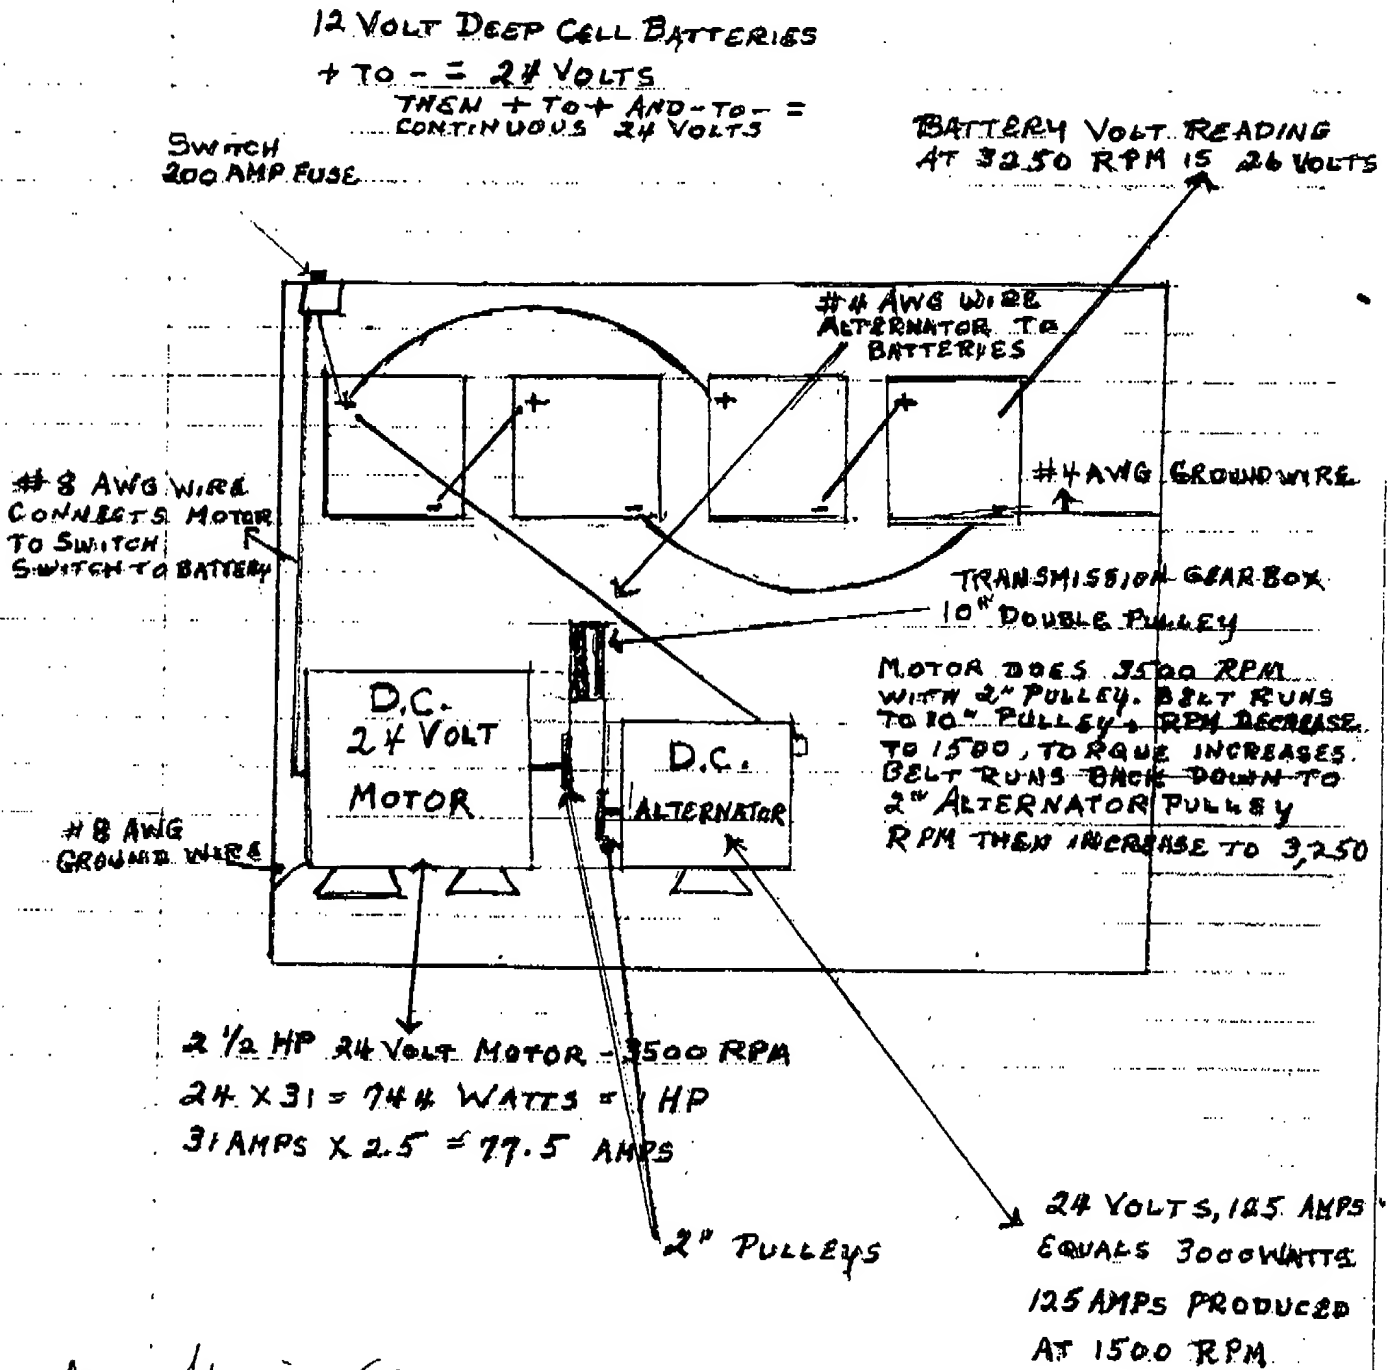 12 VOLT DEEP CELL BATTERIES
+ TO - = 24 VOLTS
THEN + TO + AND - TO - =
CONTINUOUS 24 VOLTS
SWITCH
200 AMP FUSE
BATTERY VOLT READING
AT 3250 RPM IS 26 VOLTS
#4 AWG WIRE
ALTERNATOR TO
BATTERIES
+
+
+
+
-
-
-
-
#4 AWG GROUND WIRE
#8 AWG WIRE
CONNECTS MOTOR
TO SWITCH
SWITCH TO BATTERY
TRANSMISSION GEAR BOX
10" DOUBLE PULLEY
MOTOR DOES 3500 RPM
WITH 2" PULLEY. BELT RUNS
TO 10" PULLEY, RPM DECREASE
TO 1500, TORQUE INCREASES.
BELT RUNS BACK DOWN TO
2" ALTERNATOR PULLEY
RPM THEN INCREASE TO 3,250
D.C.
24 VOLT
MOTOR
D.C.
ALTERNATOR
#8 AWG
GROUND WIRE
2 1/2 HP 24 VOLT MOTOR - 3500 RPM
24 X 31 = 744 WATTS = 1 HP
31 AMPS X 2.5 = 77.5 AMPS
2" PULLEYS
24 VOLTS, 125 AMPS
EQUALS 3000 WATTS
125 AMPS PRODUCED
AT 1500 RPM